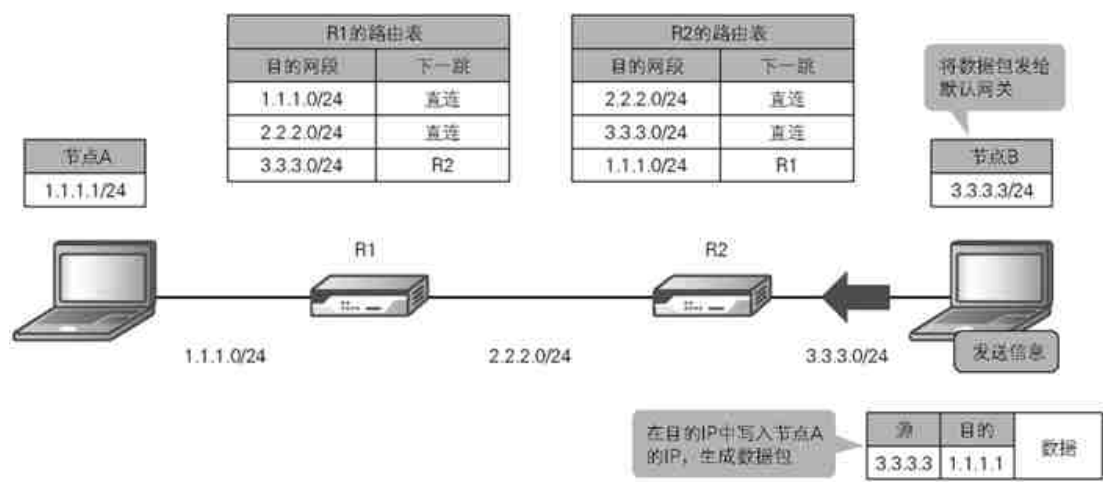 R1的路由表
目的网段 下一跳
1.1.1.0/24 直连
2.2.2.0/24 直连
3.3.3.0/24 R2
R2的路由表
目的网段 下一跳
2.2.2.0/24 直连
3.3.3.0/24 直连
1.1.1.0/24 R1
将数据包发给
默认网关
节点A
1.1.1.1/24
节点B
3.3.3.3/24
R1
R2
1.1.1.0/24
2.2.2.0/24
3.3.3.0/24
发送信息
在目的IP中写入节点A
的IP，生成数据包
源 目的 数据
3.3.3.3 1.1.1.1